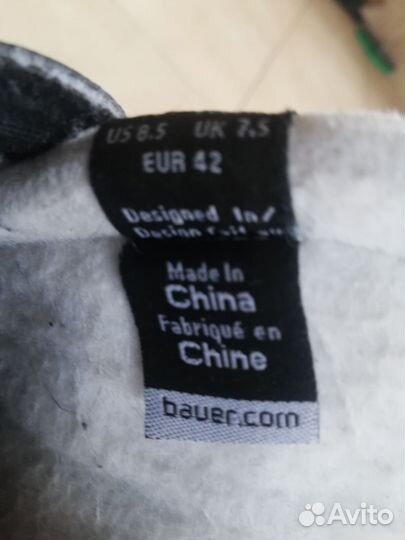 US 8.5 UK 7.5
EUR 42
Designed In/
Made In
China
Fabriqué en
Chine
bauer.com
Avito